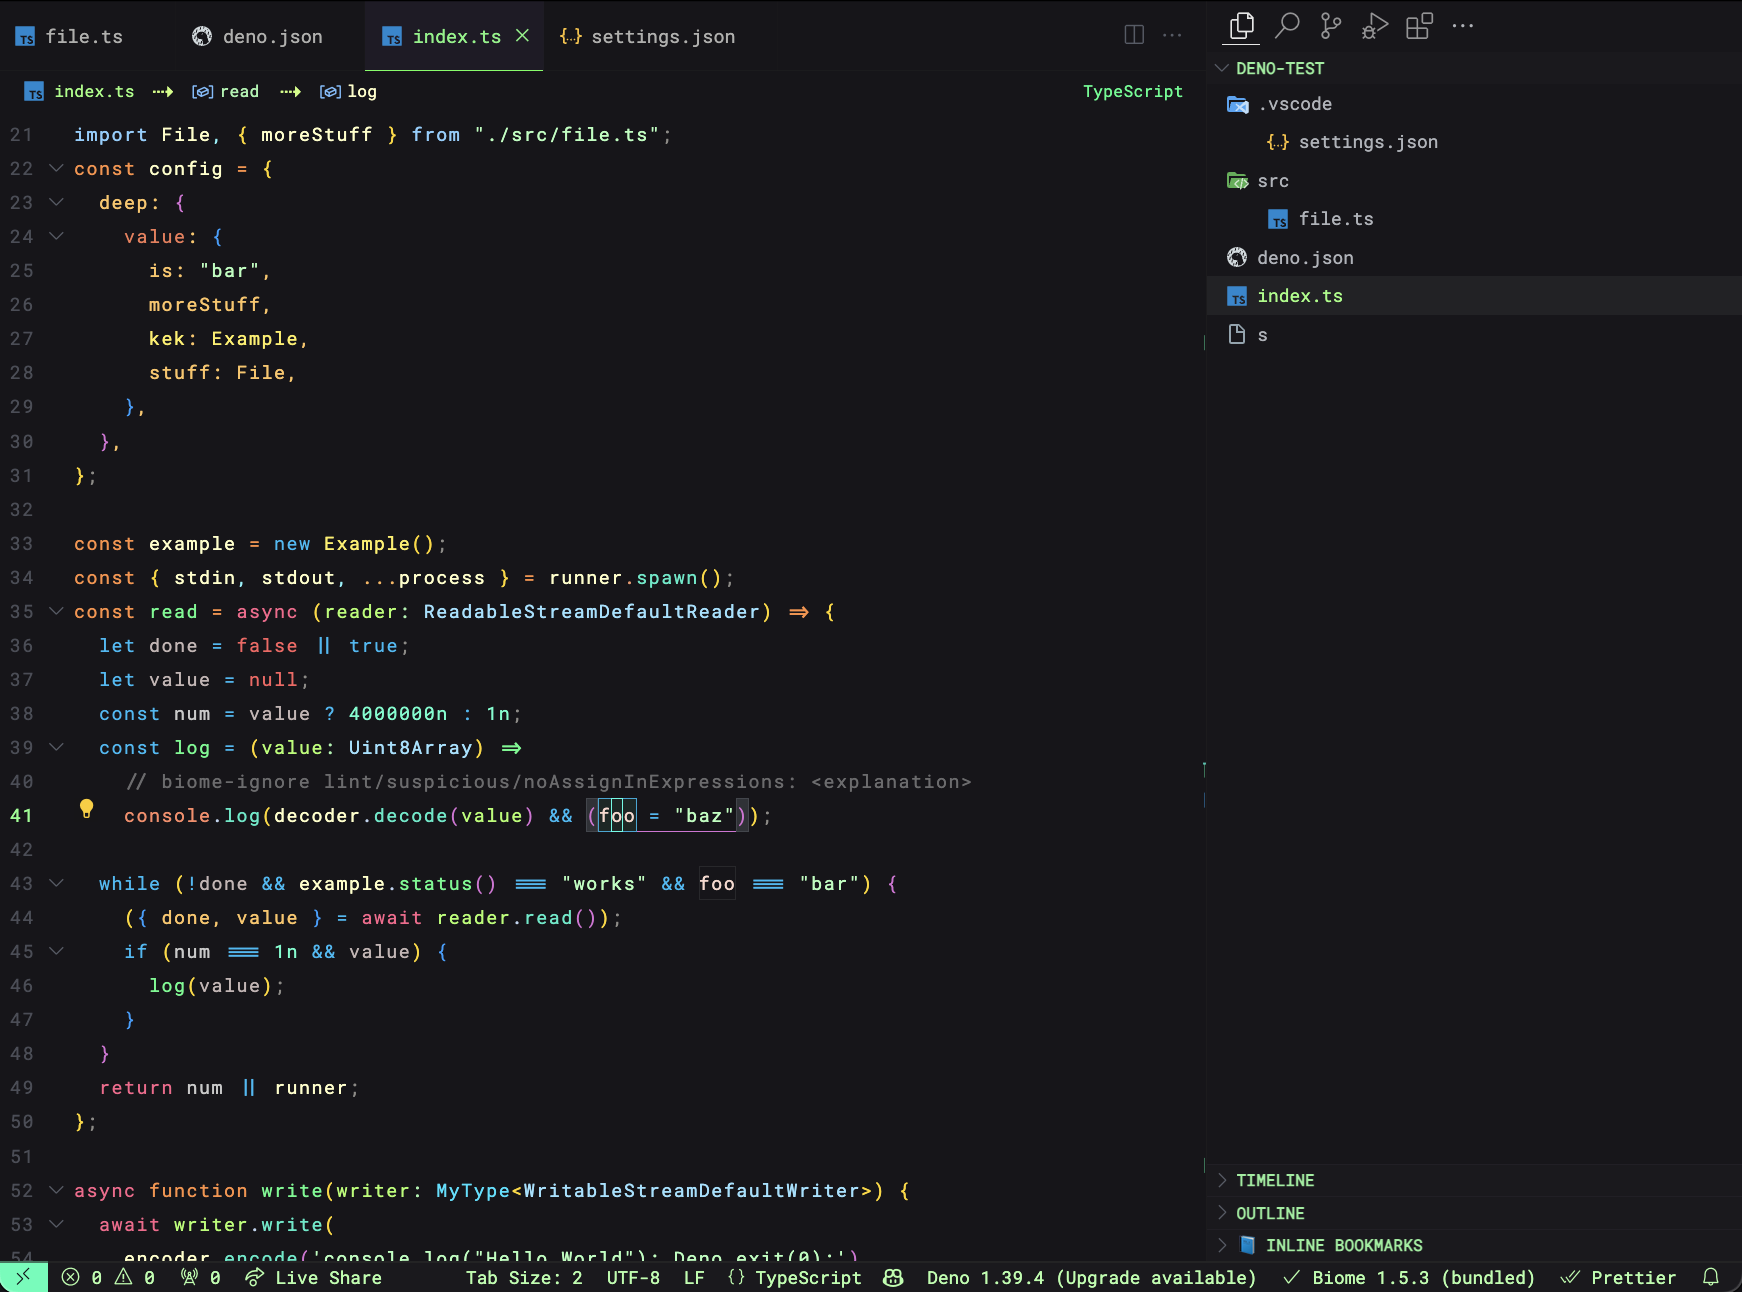 file.ts deno.json index.ts settings.json
index.ts read log TypeScript
21 import File, { moreStuff } from "./src/file.ts";
22 const config = {
23 deep: {
24 value: {
25 is: "bar",
26 moreStuff,
27 kek: Example,
28 stuff: File,
29 },
30 },
31 };
32
33 const example = new Example();
34 const { stdin, stdout, ...process } = runner.spawn();
35 const read = async (reader: ReadableStreamDefaultReader) => {
36 let done = false || true;
37 let value = null;
38 const num = value ? 4000000n : 1n;
39 const log = (value: Uint8Array) =>
40 // biome-ignore lint/suspicious/noAssignInExpressions: <explanation>
41 console.log(decoder.decode(value) && (foo = "baz"));
42
43 while (!done && example.status() === "works" && foo === "bar") {
44 ({ done, value } = await reader.read());
45 if (num === 1n && value) {
46 log(value);
47 }
48 }
49 return num || runner;
50 };
51
52 async function write(writer: MyType<WritableStreamDefaultWriter>) {
53 await writer.write(
54 encoder.encode('console.log("Hello World"); Deno.exit(0);')
DENO-TEST
.vscode
settings.json
src
file.ts
deno.json
index.ts
s
TIMELINE
OUTLINE
INLINE BOOKMARKS
0 0 0 Live Share Tab Size: 2 UTF-8 LF {} TypeScript Deno 1.39.4 (Upgrade available) Biome 1.5.3 (bundled) Prettier